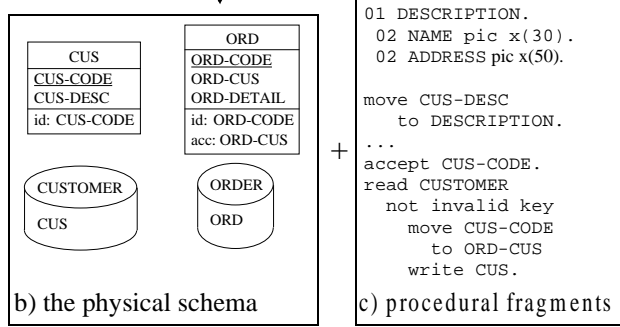 CUS
CUS-CODE
CUS-DESC
id: CUS-CODE
ORD
ORD-CODE
ORD-CUS
ORD-DETAIL
id: ORD-CODE
acc: ORD-CUS
CUSTOMER
CUS
ORDER
ORD
b) the physical schema
+
01 DESCRIPTION.
02 NAME pic x(30).
02 ADDRESS pic x(50).
move CUS-DESC
to DESCRIPTION.
...
accept CUS-CODE.
read CUSTOMER
not invalid key
move CUS-CODE
to ORD-CUS
write CUS.
c) procedural fragments